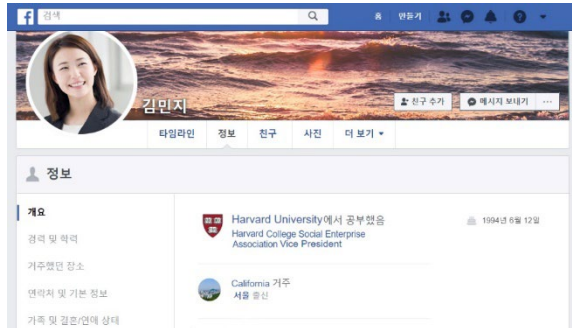 f 검색
홈 만들기
김민지
친구 추가 메시지 보내기 ...
타임라인 정보 친구 사진 더 보기
정보
개요
경력 및 학력
거주했던 장소
연락처 및 기본 정보
가족 및 결혼/연애 상태
Harvard University에서 공부했음
Harvard College Social Enterprise
Association Vice President
1994년 6월 12일
California 거주
서울 출신